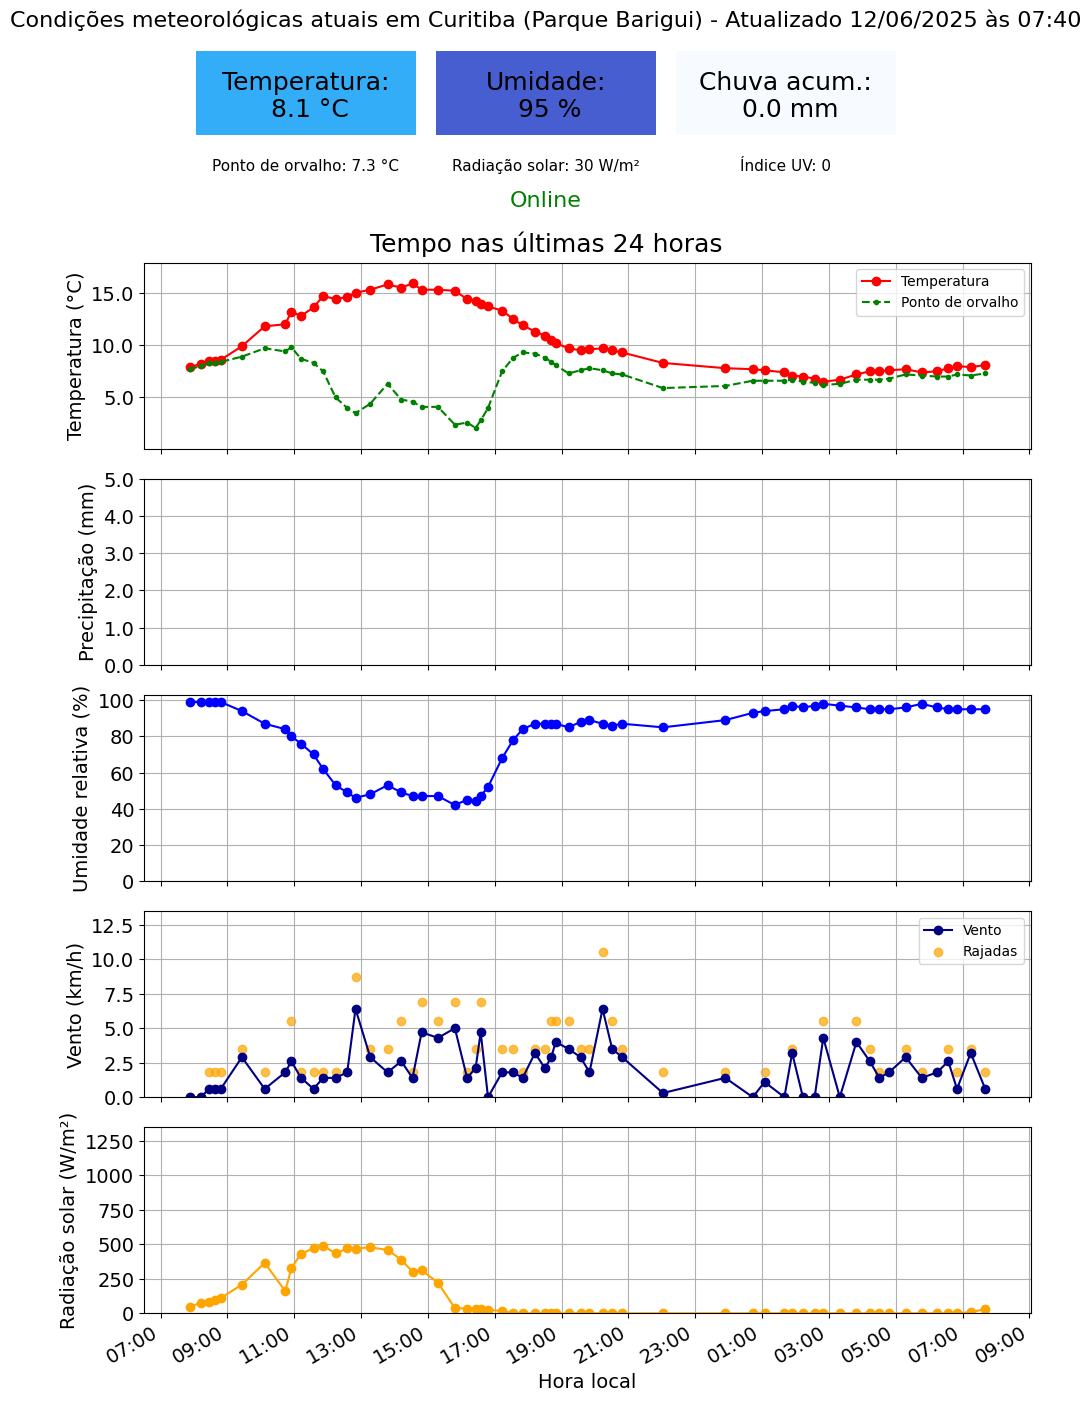 Condições meteorológicas atuais em Curitiba (Parque Barigui) - Atualizado 12/06/2025 às 07:40
Temperatura:
8.1 °C
Umidade:
95 %
Chuva acum.:
0.0 mm
Ponto de orvalho: 7.3 °C
Radiação solar: 30 W/m²
Índice UV: 0
Online
Tempo nas últimas 24 horas
Temperatura (°C)
15.0
10.0
5.0
Temperatura
Ponto de orvalho
Precipitação (mm)
5.0
4.0
3.0
2.0
1.0
0.0
Umidade relativa (%)
100
80
60
40
20
0
Vento (km/h)
12.5
10.0
7.5
5.0
2.5
0.0
Vento
Rajadas
Radiação solar (W/m²)
1250
1000
750
500
250
0
07:00
09:00
11:00
13:00
15:00
17:00
19:00
21:00
23:00
01:00
03:00
05:00
07:00
09:00
Hora local